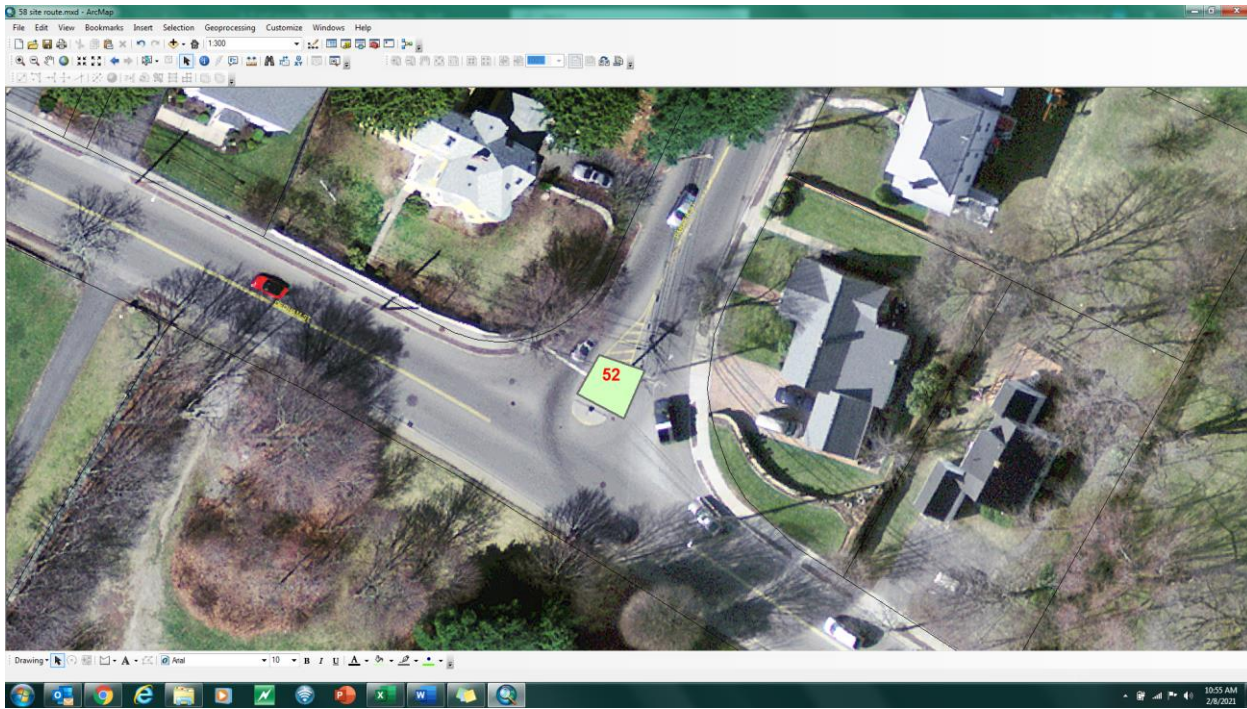 58 site route.mxd - ArcMap
File Edit View Bookmarks Insert Selection Geoprocessing Customize Windows Help
1:300
52
Drawing
A
Arial
10
B I U A
10:55 AM
2/8/2021